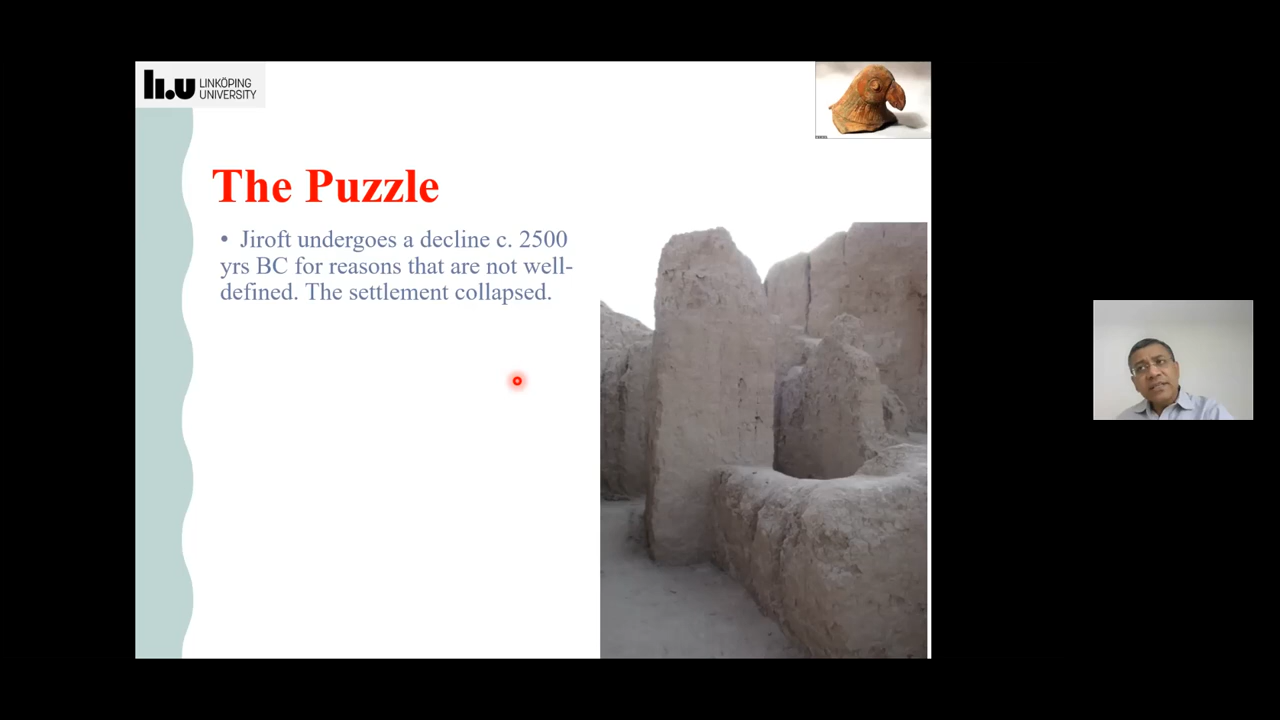 LINKÖPING
UNIVERSITY
The Puzzle
• Jiroft undergoes a decline c. 2500
yrs BC for reasons that are not well-
defined. The settlement collapsed.